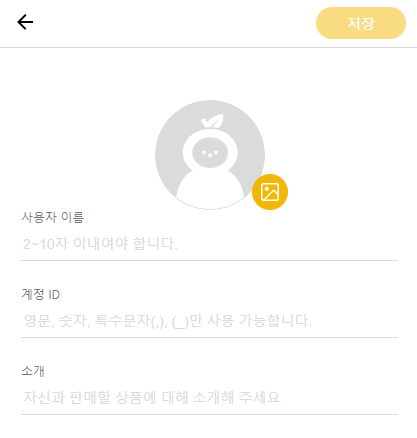 저장
사용자 이름
2~10자 이내여야 합니다.
계정 ID
영문, 숫자, 특수문자(,), (_)만 사용 가능합니다.
소개
자신과 판매할 상품에 대해 소개해 주세요.